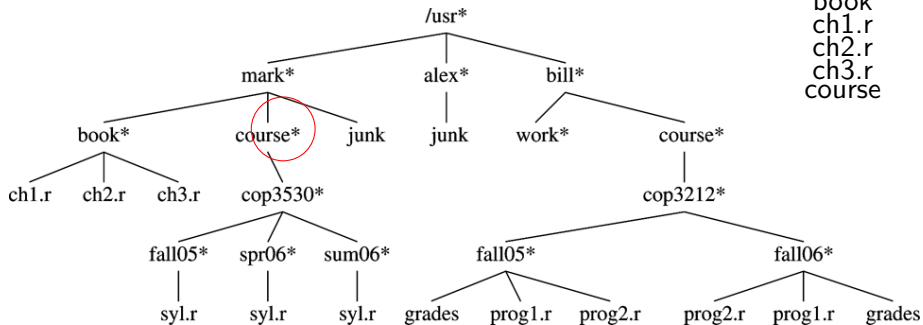 /usr*
mark* alex* bill*
book* course* junk junk work* course*
ch1.r ch2.r ch3.r cop3530* cop3212*
fall05* spr06* sum06* fall05* fall06*
syl.r syl.r syl.r grades prog1.r prog2.r prog2.r prog1.r grades
book
ch1.r
ch2.r
ch3.r
course